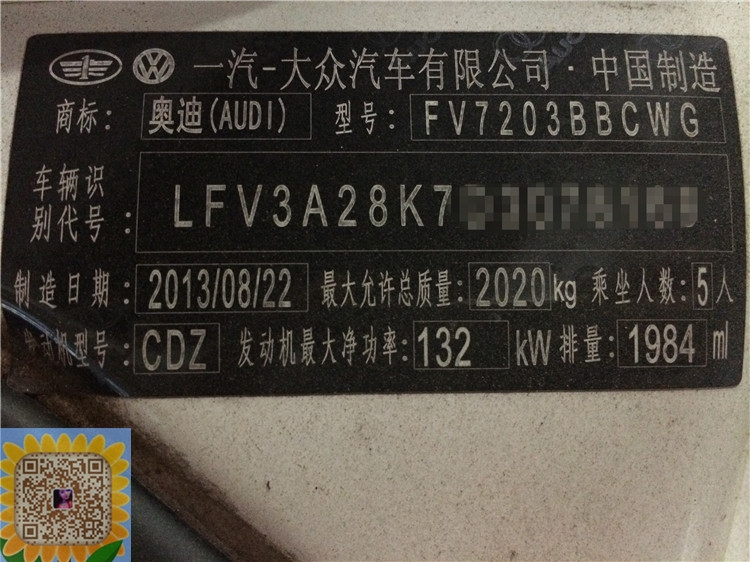 一汽-大众汽车有限公司·中国制造
商标: 奥迪(AUDI) 型号: FV7203BBCWG
车辆识
别代号: LFV3A28K7
制造日期: 2013/08/22 最大允许总质量: 2020kg 乘坐人数: 5人
发动机型号: CDZ 发动机最大净功率: 132 kW 排量: 1984 ml